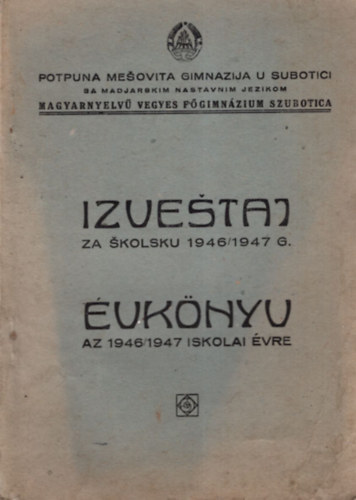 POTPUNA MEŠOVITA GIMNAZIJA U SUBOTICI
SA MADJARSKIM NASTAVNIM JEZIKOM
MAGYARNYELVŰ VEGYES FŐGIMNÁZIUM SZUBOTICA
IZVEŠTAJ
ZA ŠKOLSKU 1946/1947 G.
ÉVKÖNYV
AZ 1946/1947 ISKOLAI ÉVRE